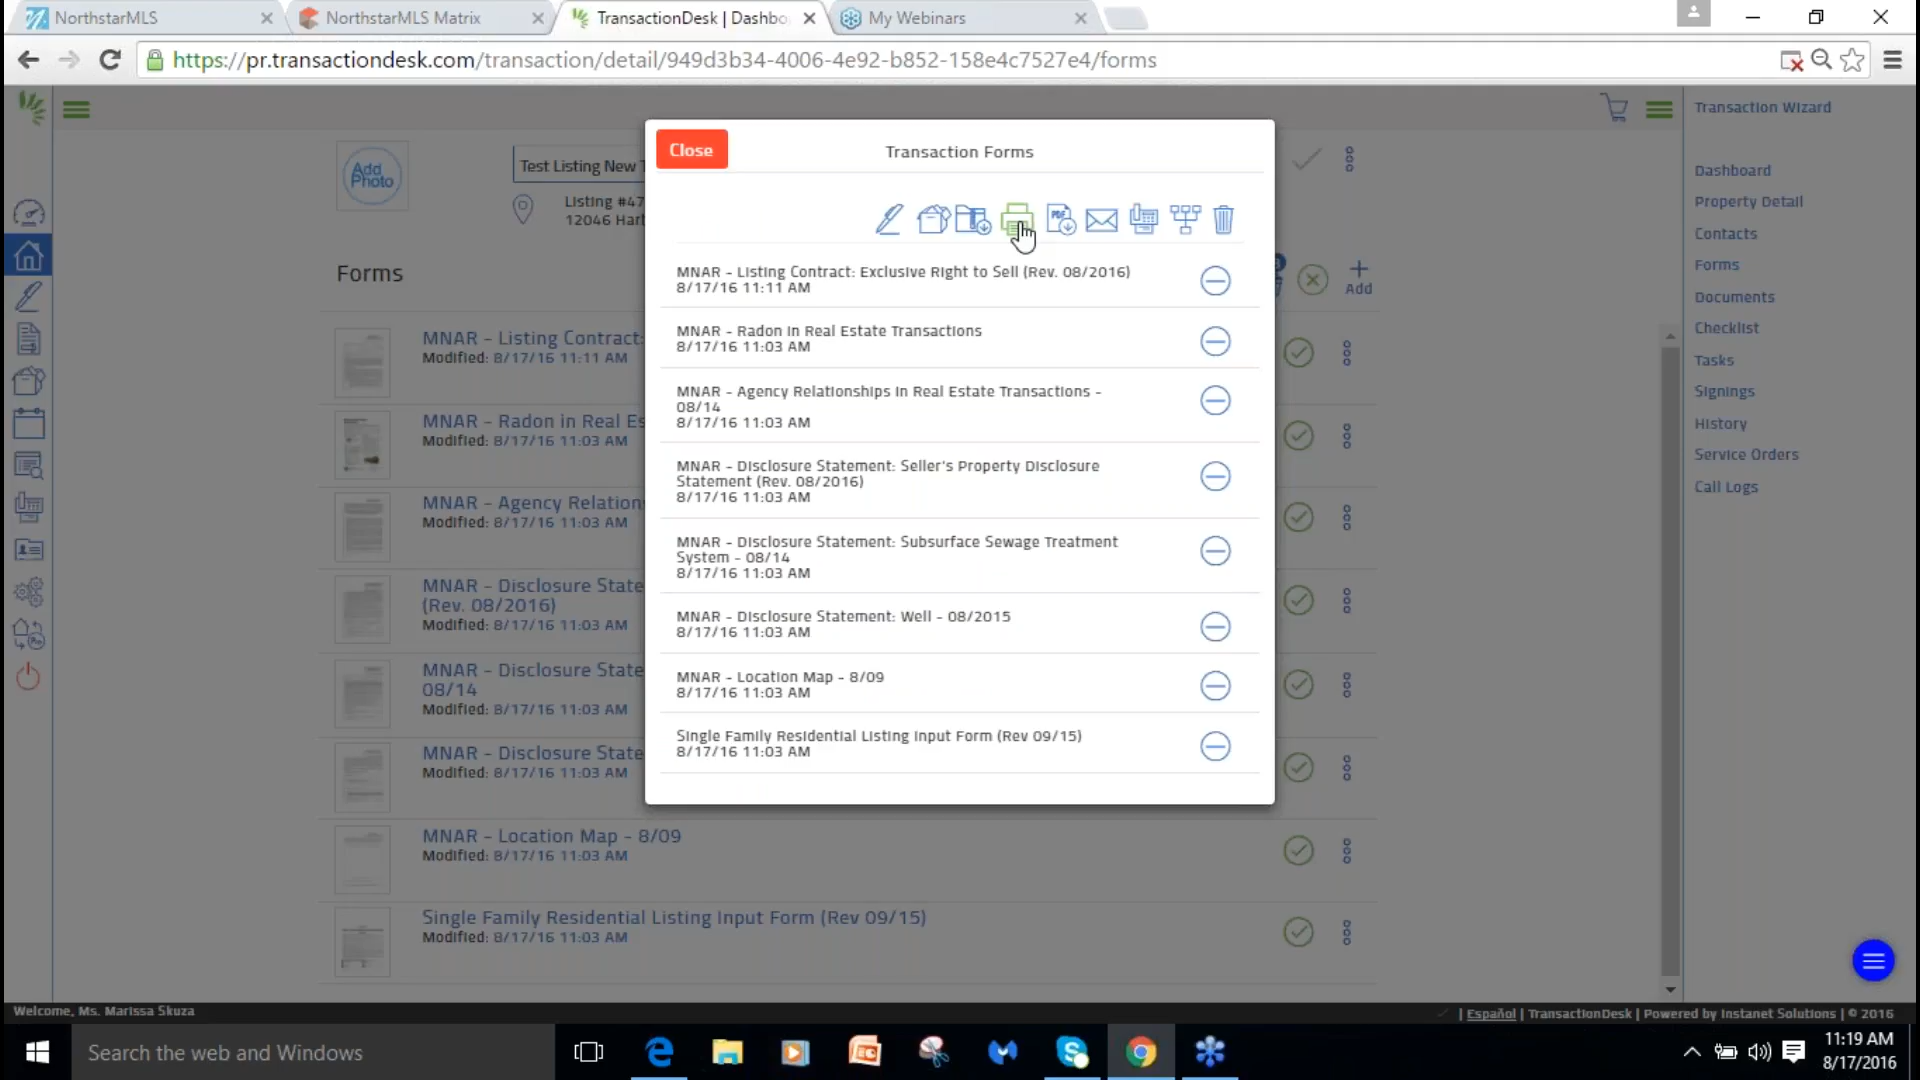 NorthstarMLS
NorthstarMLS Matrix
TransactionDesk | Dashbo
My Webinars
https://pr.transactiondesk.com/transaction/detail/949d3b34-4006-4e92-b852-158e4c7527e4/forms
Transaction Wizard
Dashboard
Property Detail
Contacts
Forms
Documents
Checklist
Tasks
Signings
History
Service Orders
Call Logs
Add
Photo
Test Listing New T
Listing #47
12046 Harb
Forms
Add
MNAR - Listing Contract:
Modified: 8/17/16 11:11 AM
MNAR - Radon in Real Es
Modified: 8/17/16 11:03 AM
MNAR - Agency Relation
Modified: 8/17/16 11:03 AM
MNAR - Disclosure State
(Rev. 08/2016)
Modified: 8/17/16 11:03 AM
MNAR - Disclosure State
08/14
Modified: 8/17/16 11:03 AM
MNAR - Disclosure State
Modified: 8/17/16 11:03 AM
MNAR - Location Map - 8/09
Modified: 8/17/16 11:03 AM
Single Family Residential Listing Input Form (Rev 09/15)
Modified: 8/17/16 11:03 AM
Close
Transaction Forms
PDF
MNAR - Listing Contract: Exclusive Right to Sell (Rev. 08/2016)
8/17/16 11:11 AM
MNAR - Radon in Real Estate Transactions
8/17/16 11:03 AM
MNAR - Agency Relationships in Real Estate Transactions -
08/14
8/17/16 11:03 AM
MNAR - Disclosure Statement: Seller's Property Disclosure
Statement (Rev. 08/2016)
8/17/16 11:03 AM
MNAR - Disclosure Statement: Subsurface Sewage Treatment
System - 08/14
8/17/16 11:03 AM
MNAR - Disclosure Statement: Well - 08/2015
8/17/16 11:03 AM
MNAR - Location Map - 8/09
8/17/16 11:03 AM
Single Family Residential Listing Input Form (Rev 09/15)
8/17/16 11:03 AM
Welcome, Ms. Marissa Skuza
| Español | TransactionDesk | Powered by Instanet Solutions | © 2016
Search the web and Windows
11:19 AM
8/17/2016